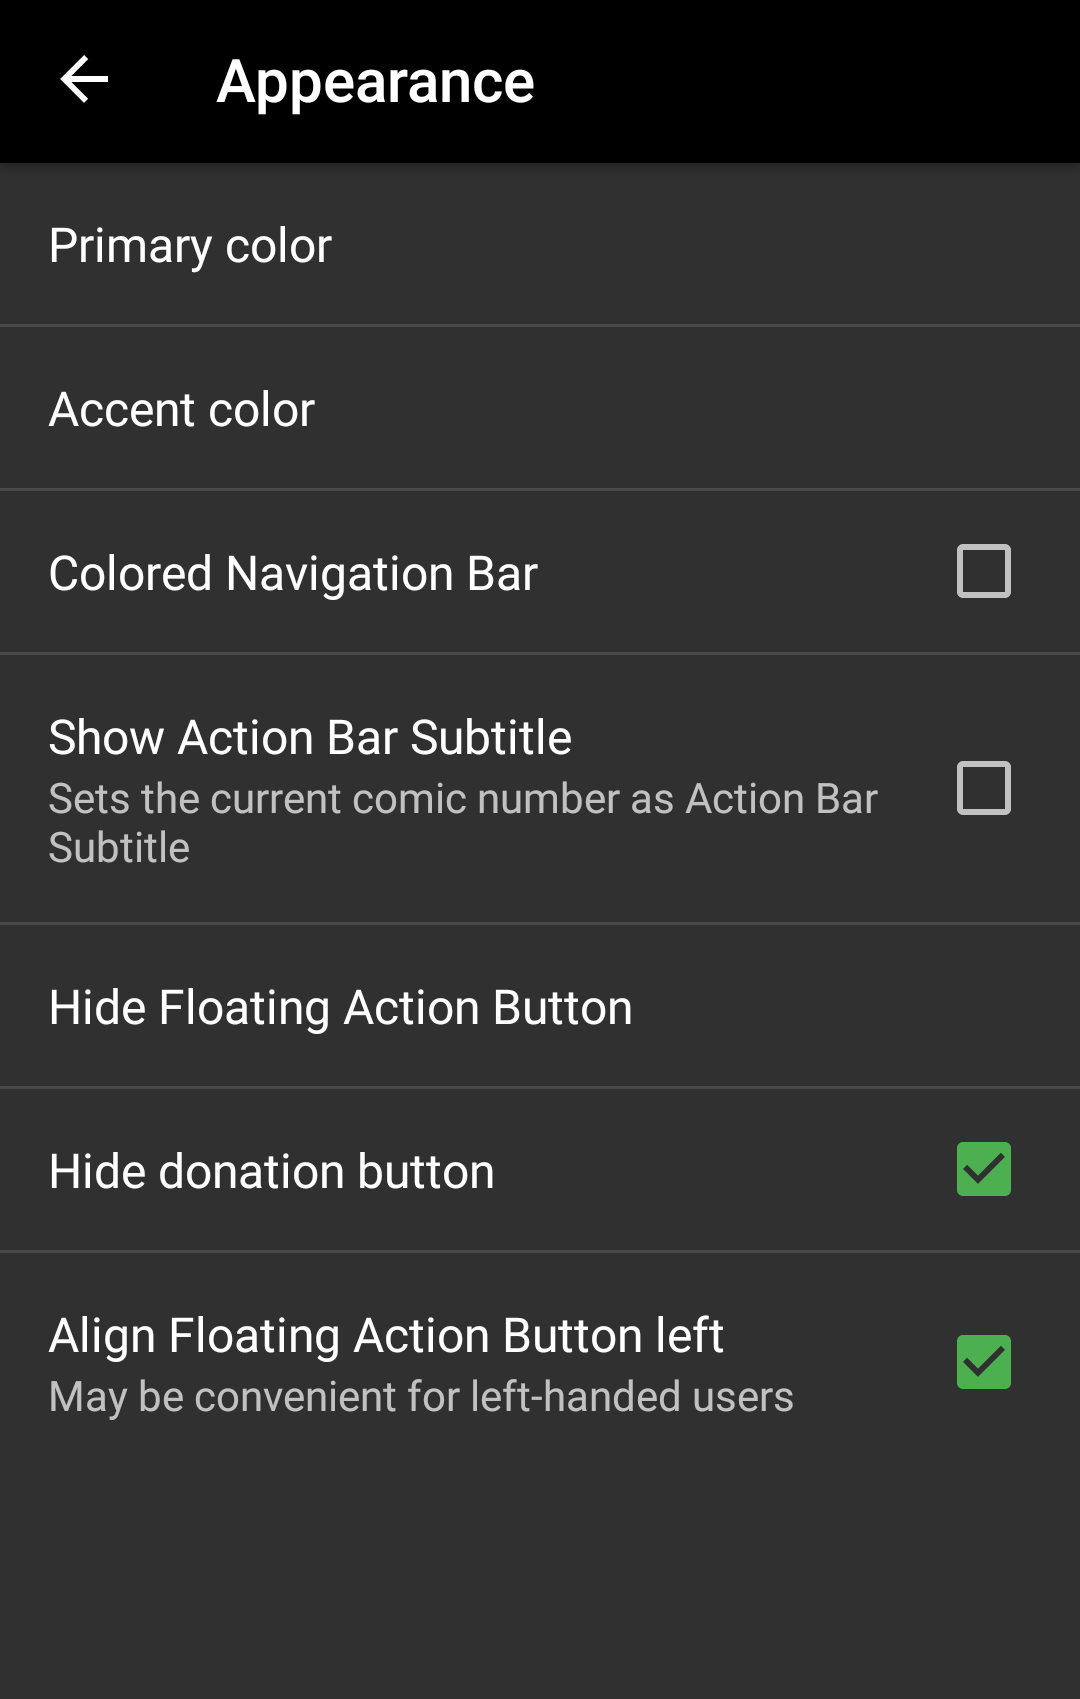 Appearance
Primary color
Accent color
Colored Navigation Bar
Show Action Bar Subtitle
Sets the current comic number as Action Bar
Subtitle
Hide Floating Action Button
Hide donation button
Align Floating Action Button left
May be convenient for left-handed users